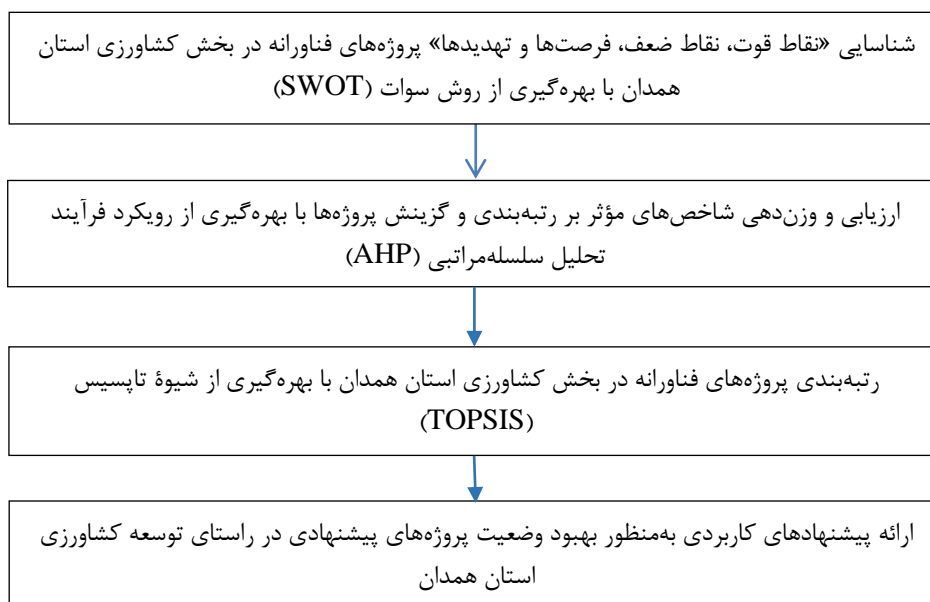 شناسایی «نقاط قوت، نقاط ضعف، فرصت‌ها و تهدیدها» پروژه‌های فناورانه در بخش کشاورزی استان
همدان با بهره‌گیری از روش سوات (SWOT)
ارزیابی و وزن‌دهی شاخص‌های مؤثر بر رتبه‌بندی و گزینش پروژه‌ها با بهره‌گیری از رویکرد فرآیند
تحلیل سلسله‌مراتبی (AHP)
رتبه‌بندی پروژه‌های فناورانه در بخش کشاورزی استان همدان با بهره‌گیری از شیوۀ تاپسیس
(TOPSIS)
ارائه پیشنهادهای کاربردی به‌منظور بهبود وضعیت پروژه‌های پیشنهادی در راستای توسعه کشاورزی
استان همدان